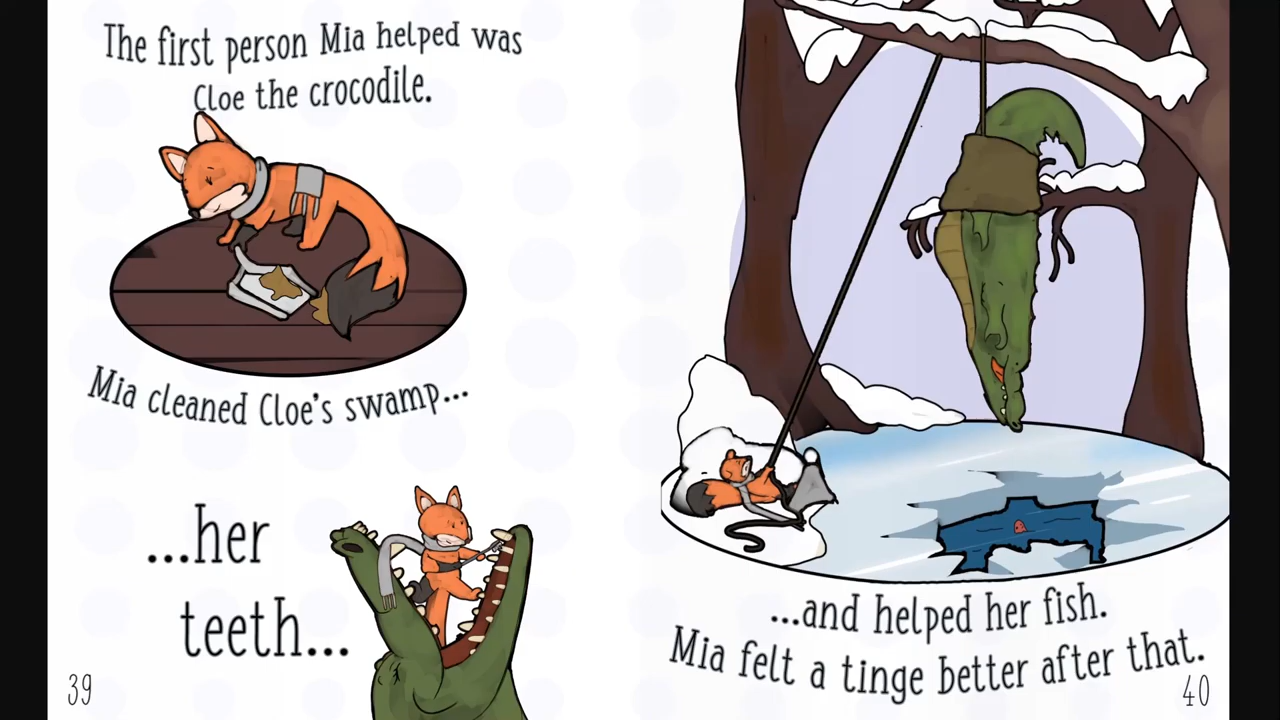 The first person Mia helped was
Cloe the crocodile.
Mia cleaned Cloe's swamp...
...her
teeth...
39
...and helped her fish.
Mia felt a tinge better after that.
40